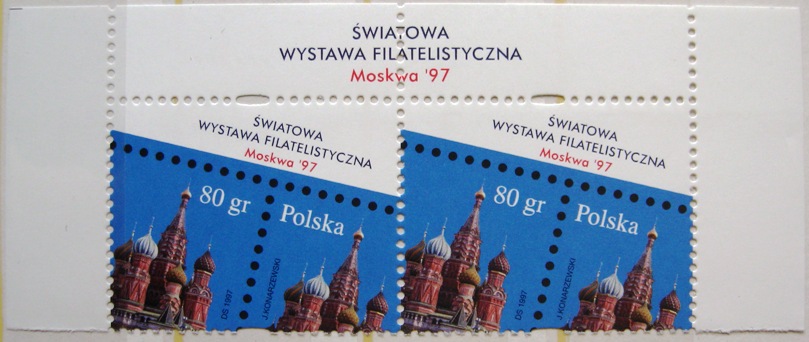 ŚWIATOWA
WYSTAWA FILATELISTYCZNA
Moskwa '97
ŚWIATOWA
WYSTAWA FILATELISTYCZNA
Moskwa '97
80 gr
Polska
DS 1997
J.KONARZEWSKI
ŚWIATOWA
WYSTAWA FILATELISTYCZNA
Moskwa '97
80 gr
Polska
DS 1997
J.KONARZEWSKI